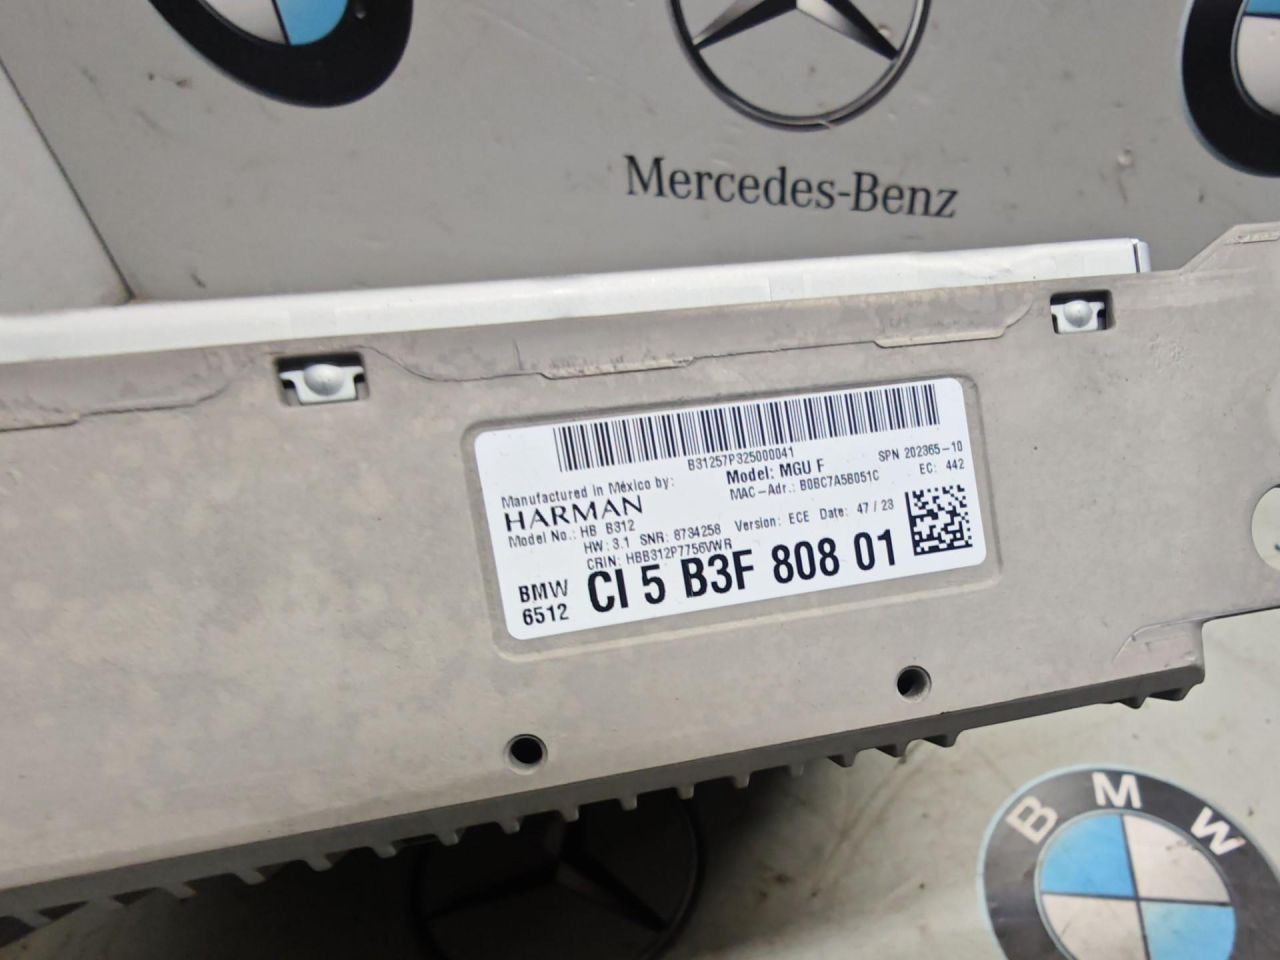 Mercedes-Benz
B31257P325000041
Manufactured in México by:
Model: MGU F
SPN 202365-10
HARMAN
MAC-Adr.: B0BC7A5B051C
EC: 442
Model No.: HB B312
HW: 3.1 SNR: 8734258 Version: ECE Date: 47/23
CRIN: HBB312P7756VWR
BMW
6512
CI 5 B3F 808 01
BMW